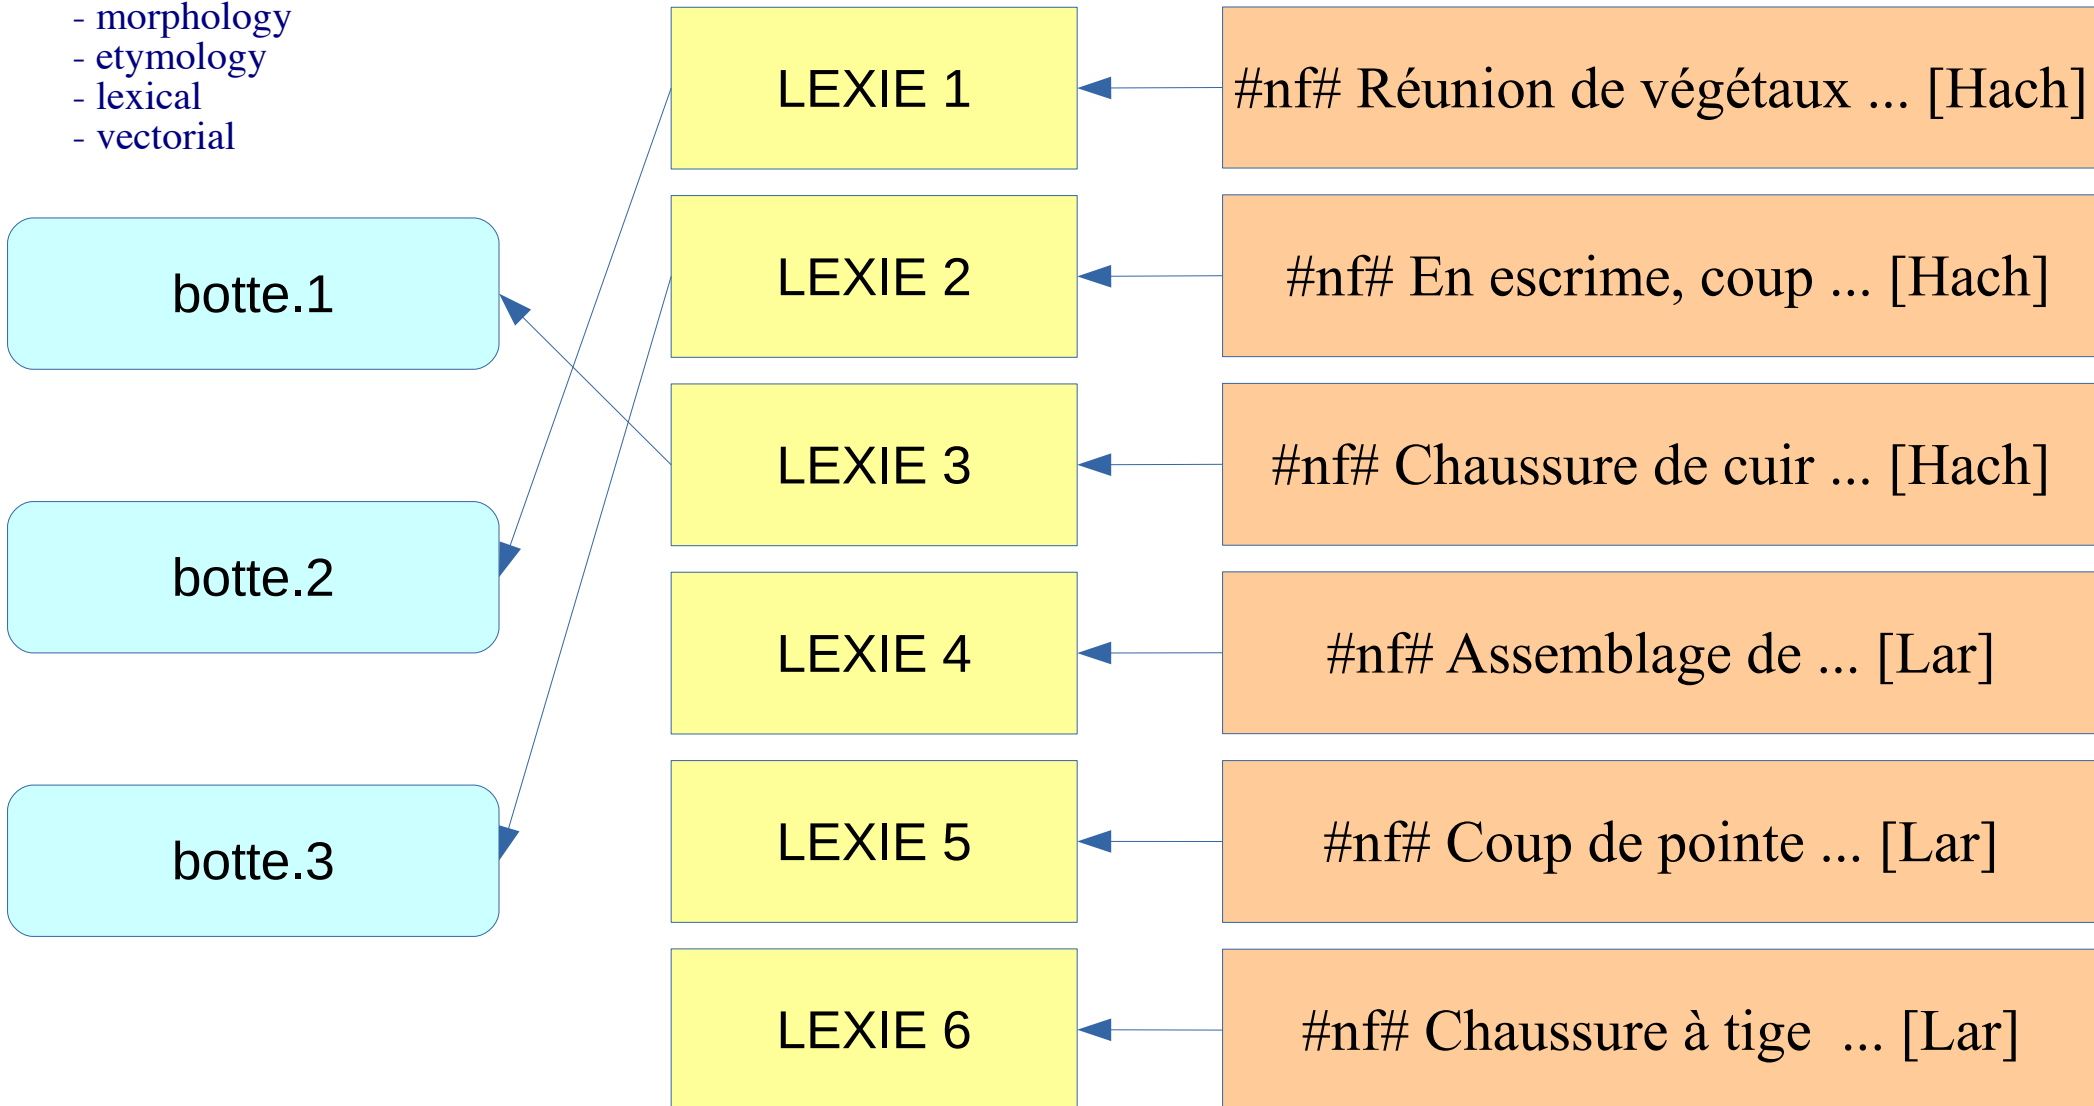 - morphology
- etymology
- lexical
- vectorial
botte.1
botte.2
botte.3
LEXIE 1
LEXIE 2
LEXIE 3
LEXIE 4
LEXIE 5
LEXIE 6
#nf# Réunion de végétaux ... [Hach]
#nf# En escrime, coup ... [Hach]
#nf# Chaussure de cuir ... [Hach]
#nf# Assemblage de ... [Lar]
#nf# Coup de pointe ... [Lar]
#nf# Chaussure à tige  ... [Lar]